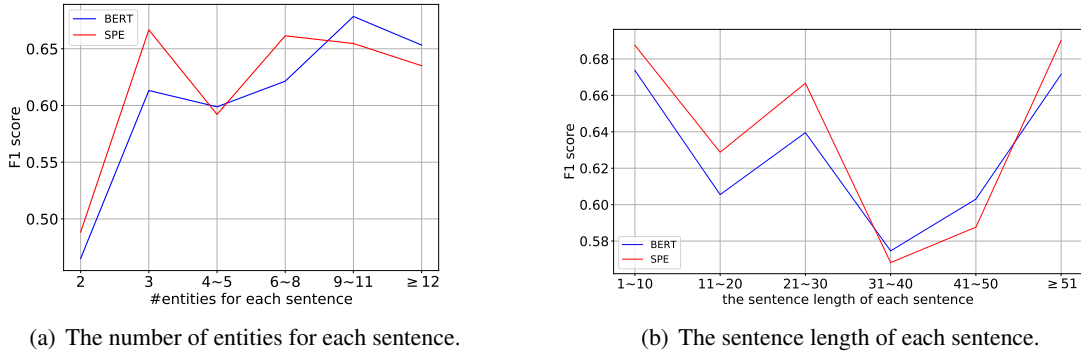 BERT
SPE
F1 score
0.65
0.60
0.55
0.50
2
3
4~5
6~8
9~11
≥ 12
#entities for each sentence
(a) The number of entities for each sentence.
F1 score
0.68
0.66
0.64
0.62
0.60
0.58
BERT
SPE
1~10
11~20
21~30
31~40
41~50
≥51
the sentence length of each sentence
(b) The sentence length of each sentence.